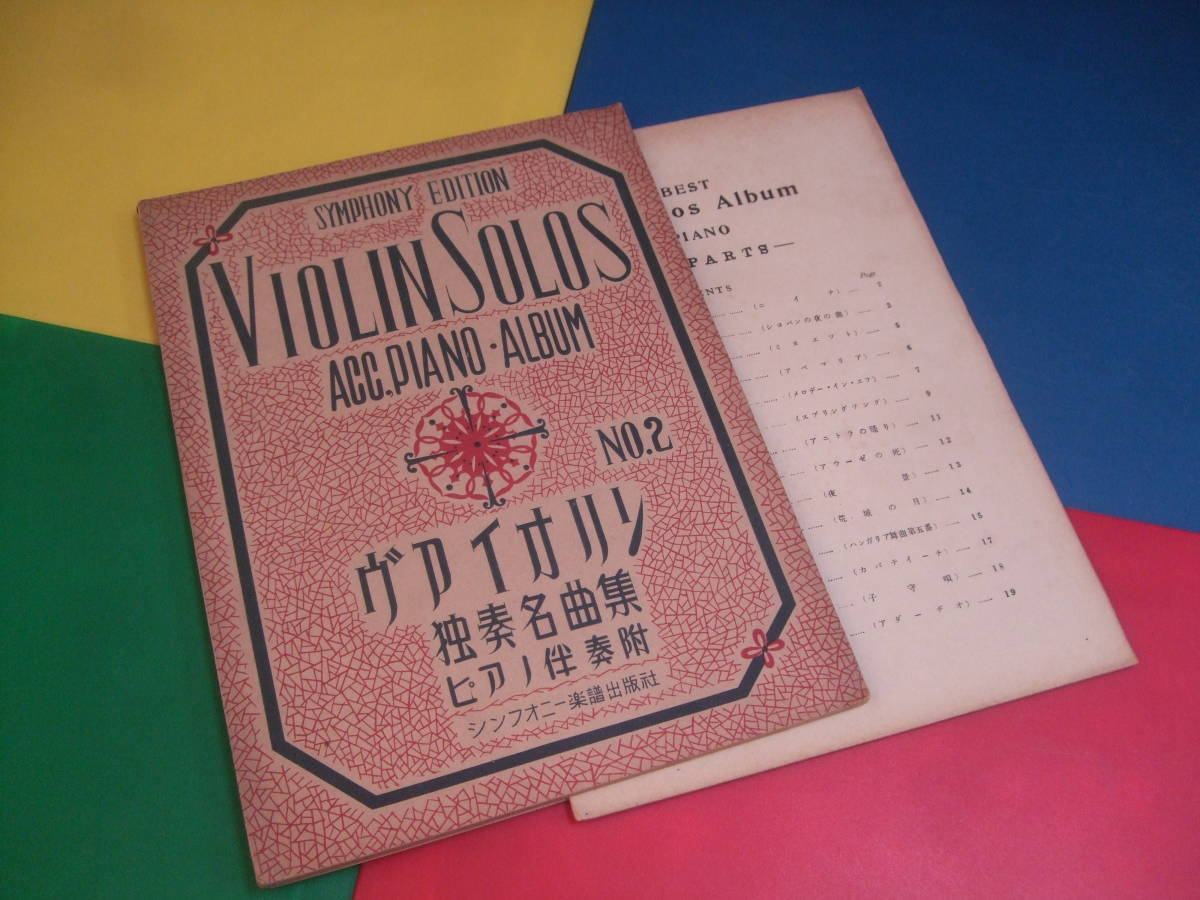 SYMPHONY EDITION
VIOLIN SOLOS
ACC. PIANO・ALBUM
NO.2
ヴァイオリン
独奏名曲集
ピアノ伴奏附
シンフォニー楽譜出版社
BEST
os Album
PIANO
PARTS—
NTS Page
(ニイナ) 2
(ショパンの夜の曲) 3
(ミヌエット) 5
(アベマリア) 6
(メロデー・イン・エフ) 7
(スプリングソング) 9
(アニトラの踊り) 11
(アウーゼの死) 12
(夜 曲) 13
(荒城の月) 14
(ハンガリア舞曲第五番) 15
(カバテイーナ) 17
(子守唄) 18
(アダーヂオ) 19